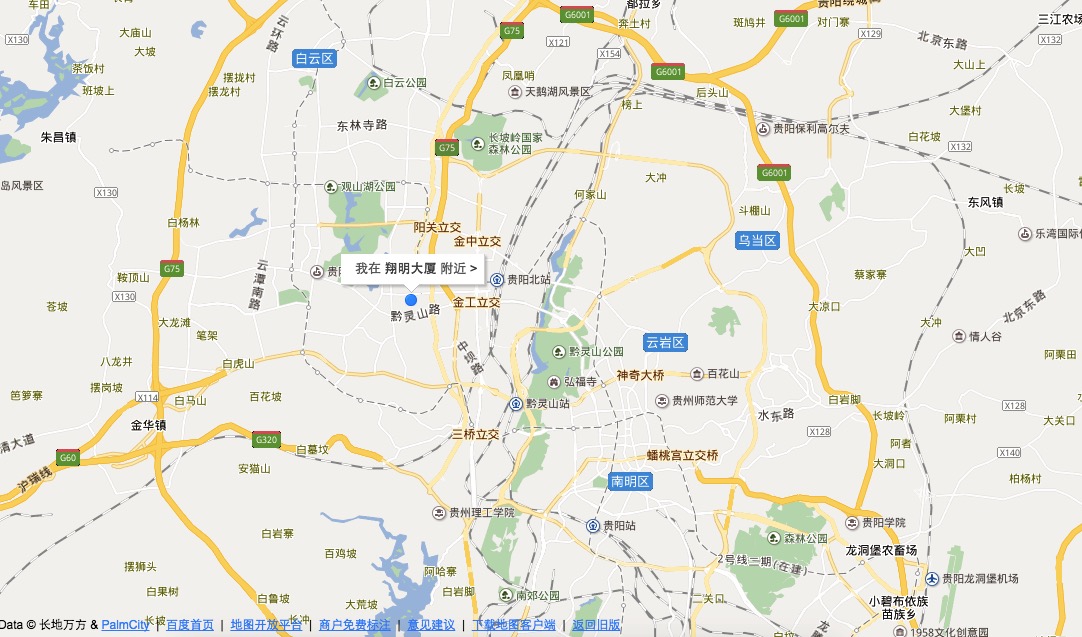 车田
都拉乡
贵阳绕城高
G6001
G6001
奔土村
三江农场
X130
大庙山
云环路
G75
X121
斑鸠井
对门寨
X129
北京东路
X132
大坡
白云区
X154
茶饭村
摆拢村
凤凰哨
G6001
大山上
斑坡上
摆龙村
白云公园
天鹅湖风景区
后头山
榜上
大堡村
朱昌镇
东林寺路
贵阳保利高尔夫
长坡岭国家
森林公园
白花坡
G75
X132
岛风景区
X130
观山湖公园
大冲
G6001
何家山
长坡
东风镇
白杨林
阳关立交
斗棚山
金中立交
乌当区
乐湾国际
大凹
云潭南路
G75
我在 翔明大厦 附近 >
鞍顶山
贵阳北站
蔡家寨
X130
苍坡
金工立交
大凉口
北京东路
黔灵山路
大龙滩
大冲
笔架
情人谷
中坝路
云岩区
黔灵山公园
阿栗田
八龙井
白虎山
神奇大桥
百花山
弘福寺
摆岗坡
芭箩寨
X114
白马山
百花坡
黔灵山站
贵州师范大学
白岩脚
X128
水东路
长坡岭
阿栗村
大关口
金华镇
三桥立交
X128
清大道
G320
阿者
X140
G60
白墓坟
蟠桃宫立交桥
大洞口
安猫山
沪瑞线
南明区
柏杨村
贵州理工学院
贵阳站
贵阳学院
白岩寨
森林公园
百鸡坡
龙洞堡农畜场
2号线二期(在建)
摆狮头
阿哈寨
贵阳龙洞堡机场
白果树
白岩脚
南郊公园
二关口
小碧布依族
苗族乡
白鲁坡
大荒坡
长坡
长冲
龙
1958文化创意园
Data © 长地万方 & PalmCity | 百度首页 | 地图开放平台 | 商户免费标注 | 意见建议 | 下载地图客户端 | 返回旧版